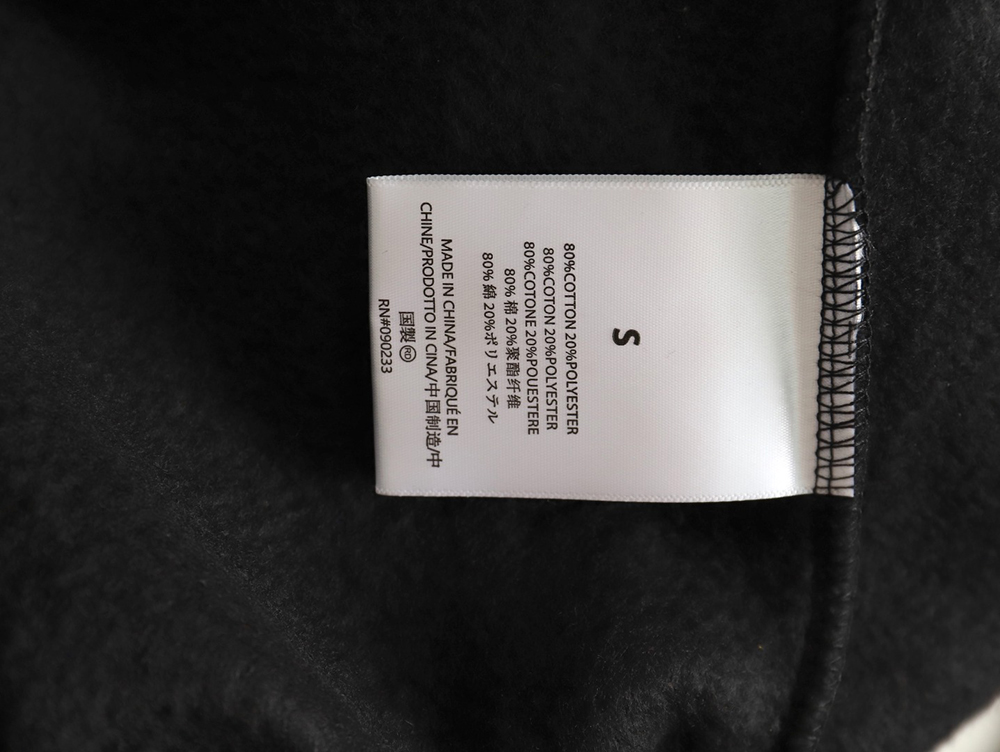 S
80%COTTON 20%POLYESTER
80%COTON 20%POLYESTER
80%COTONE 20%POUESTERE
80% 棉 20%聚酯纤维
80% 綿 20%ポリエステル
MADE IN CHINA/FABRIQUÉ EN
CHINE/PRODOTTO IN CINA/中国制造/中
国製
RN#090233